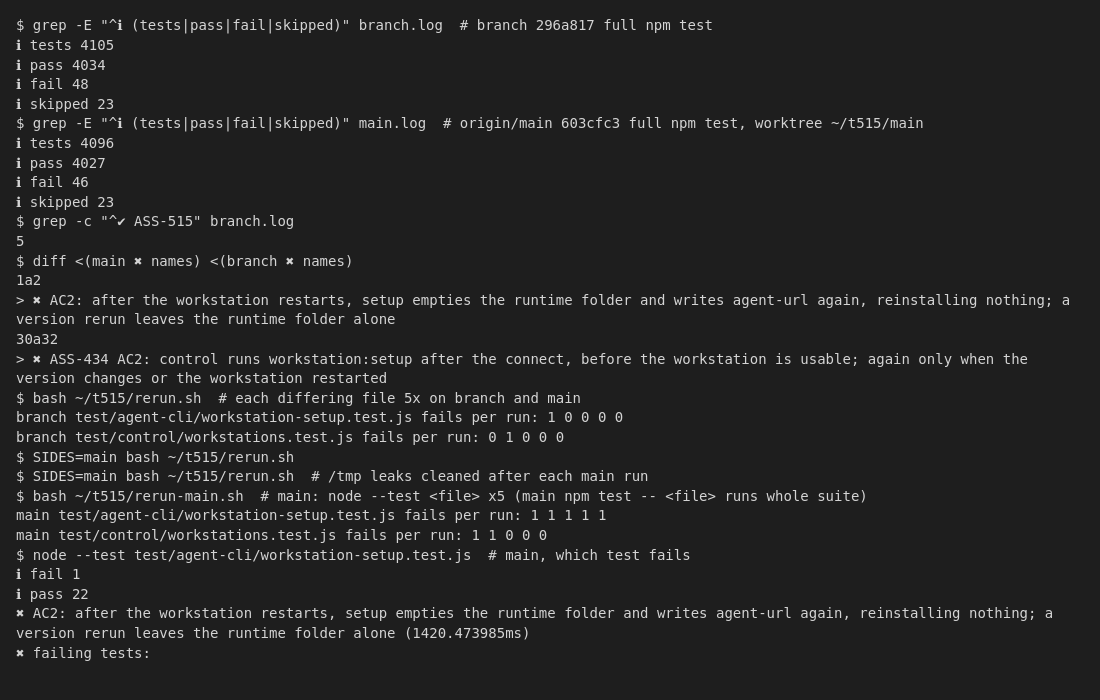 $ grep -E "^ℹ (tests|pass|fail|skipped)" branch.log  # branch 296a817 full npm test
ℹ tests 4105
ℹ pass 4034
ℹ fail 48
ℹ skipped 23
$ grep -E "^ℹ (tests|pass|fail|skipped)" main.log  # origin/main 603cfc3 full npm test, worktree ~/t515/main
ℹ tests 4096
ℹ pass 4027
ℹ fail 46
ℹ skipped 23
$ grep -c "^✔ ASS-515" branch.log
5
$ diff <(main ✖ names) <(branch ✖ names)
1a2
> ✖ AC2: after the workstation restarts, setup empties the runtime folder and writes agent-url again, reinstalling nothing; a
version rerun leaves the runtime folder alone
30a32
> ✖ ASS-434 AC2: control runs workstation:setup after the connect, before the workstation is usable; again only when the
version changes or the workstation restarted
$ bash ~/t515/rerun.sh  # each differing file 5x on branch and main
branch test/agent-cli/workstation-setup.test.js fails per run: 1 0 0 0 0
branch test/control/workstations.test.js fails per run: 0 1 0 0 0
$ SIDES=main bash ~/t515/rerun.sh
$ SIDES=main bash ~/t515/rerun.sh  # /tmp leaks cleaned after each main run
$ bash ~/t515/rerun-main.sh  # main: node --test <file> x5 (main npm test -- <file> runs whole suite)
main test/agent-cli/workstation-setup.test.js fails per run: 1 1 1 1 1
main test/control/workstations.test.js fails per run: 1 1 0 0 0
$ node --test test/agent-cli/workstation-setup.test.js  # main, which test fails
ℹ fail 1
ℹ pass 22
✖ AC2: after the workstation restarts, setup empties the runtime folder and writes agent-url again, reinstalling nothing; a
version rerun leaves the runtime folder alone (1420.473985ms)
✖ failing tests: